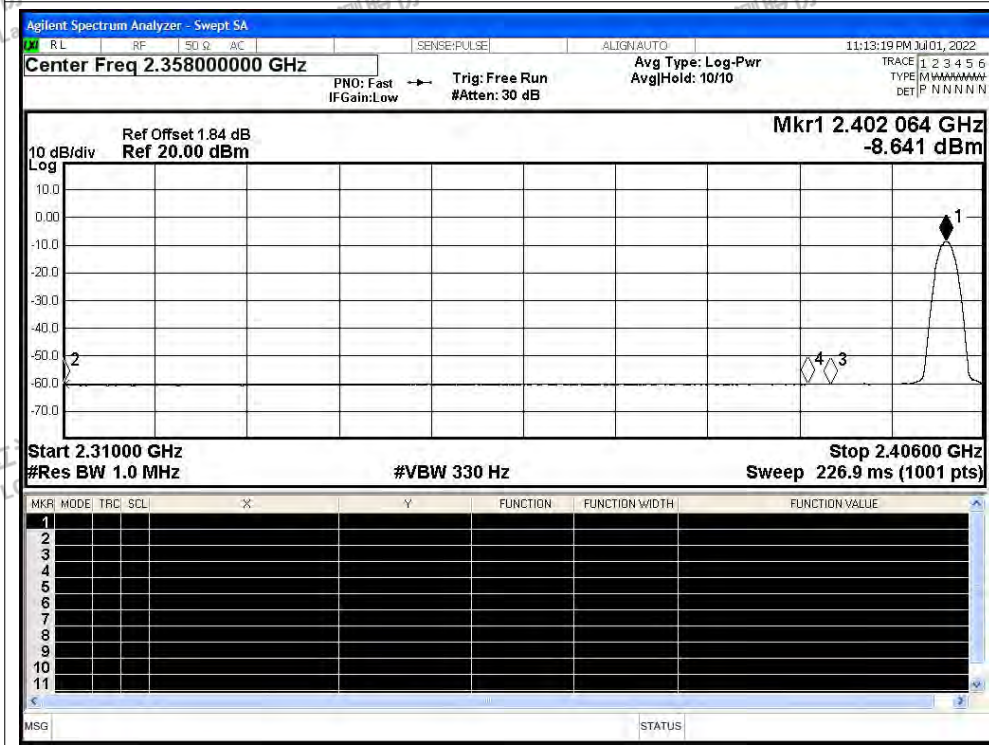 Agilent Spectrum Analyzer - Swept SA
RL RF 50 Ω AC SENSE:PULSE ALIGN AUTO 11:13:19 PM Jul 01, 2022
Center Freq 2.358000000 GHz
PNO: Fast
IFGain:Low
Trig: Free Run
#Atten: 30 dB
Avg Type: Log-Pwr
Avg|Hold: 10/10
TRACE 1 2 3 4 5 6
TYPE M
DET P N N N N N
Mkr1 2.402 064 GHz
-8.641 dBm
Ref Offset 1.84 dB
10 dB/div Ref 20.00 dBm
Log
10.0
0.00
-10.0
-20.0
-30.0
-40.0
-50.0
-60.0
-70.0
1
2
4 3
Start 2.31000 GHz Stop 2.40600 GHz
#Res BW 1.0 MHz #VBW 330 Hz Sweep 226.9 ms (1001 pts)
MKR MODE TRC SCL X Y FUNCTION FUNCTION WIDTH FUNCTION VALUE
1
2
3
4
5
6
7
8
9
10
11
MSG STATUS